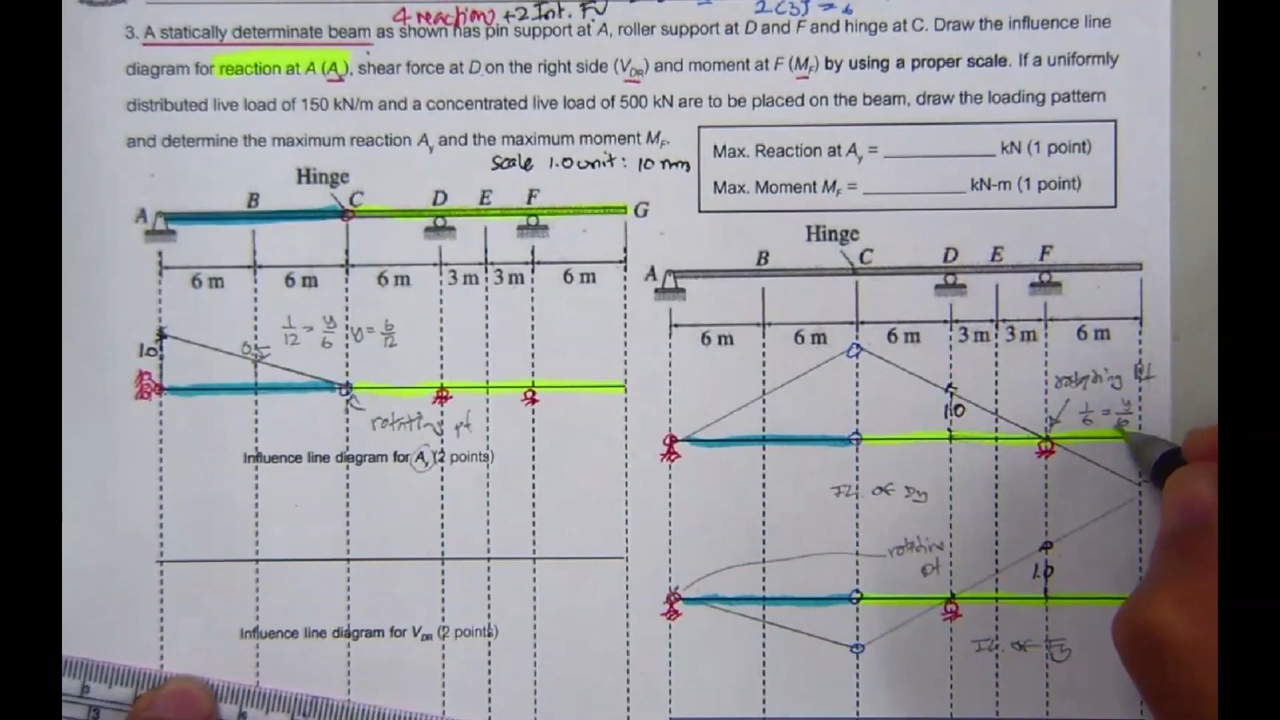 4 reactions +2 Int. Fv 2(3) = 6
3. A statically determinate beam as shown has pin support at A, roller support at D and F and hinge at C. Draw the influence line
diagram for reaction at A (Ay), shear force at D on the right side (VDR) and moment at F (MF) by using a proper scale. If a uniformly
distributed live load of 150 kN/m and a concentrated live load of 500 kN are to be placed on the beam, draw the loading pattern
and determine the maximum reaction Ay and the maximum moment MF.
Scale 1.0 unit : 10 mm
Max. Reaction at Ay = __________ kN (1 point)
Max. Moment MF = __________ kN-m (1 point)
Hinge
A B C D E F G
6 m 6 m 6 m 3 m 3 m 6 m
1/12 = y/6 y = 6/12
1.0 0.5
rotating pt
Influence line diagram for Ay (2 points)
Influence line diagram for VDR (2 points)
Hinge
A B C D E F
6 m 6 m 6 m 3 m 3 m 6 m
rotating pt
1/6 = y/6
1.0
I.L. of Dy
rotating
pt
1.0
I.L. of Fy